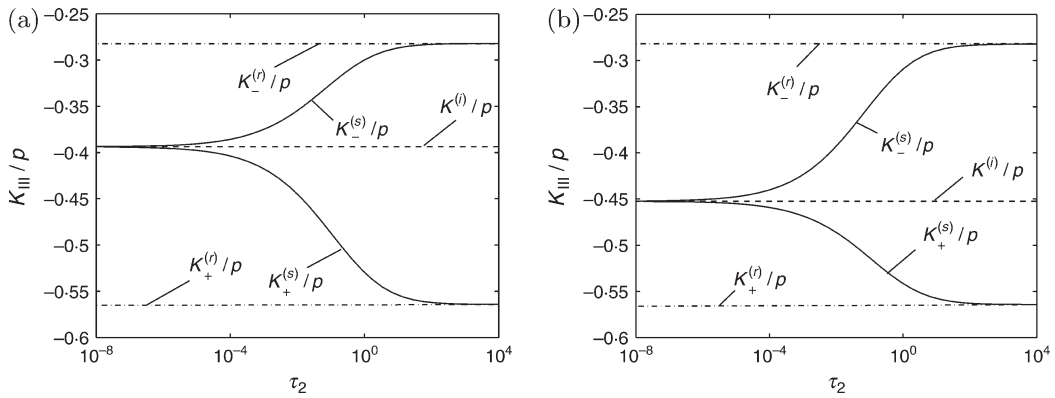 (a)
−0.25
−0.3
−0.35
−0.4
−0.45
−0.5
−0.55
−0.6
K_III / p
K_−^(r) / p
K_−^(s) / p
K^(i) / p
K_+^(r) / p
K_+^(s) / p
10^−8
10^−4
10^0
10^4
τ_2
(b)
−0.25
−0.3
−0.35
−0.4
−0.45
−0.5
−0.55
−0.6
K_III / p
K_−^(r) / p
K_−^(s) / p
K^(i) / p
K_+^(s) / p
K_+^(r) / p
10^−8
10^−4
10^0
10^4
τ_2